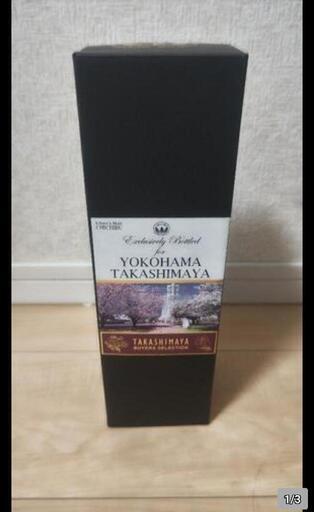 Ichiro's Malt
CHICHIBU
Exclusively Bottled
for
YOKOHAMA
TAKASHIMAYA
TAKASHIMAYA
BUYERS SELECTION
1/3